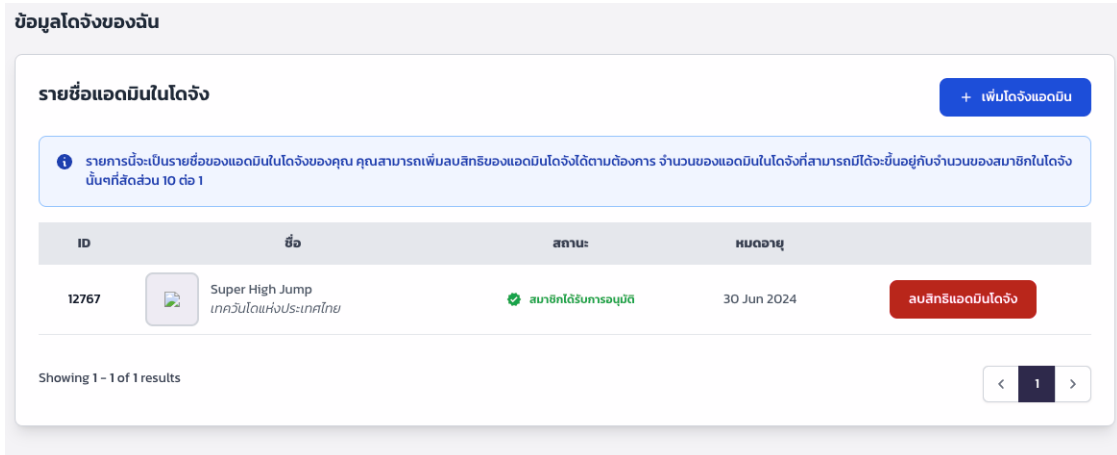 ข้อมูลโดจังของฉัน
รายชื่อแอดมินในโดจัง
+ เพิ่มโดจังแอดมิน
รายการนี้จะเป็นรายชื่อของแอดมินในโดจังของคุณ คุณสามารถเพิ่มลบสิทธิของแอดมินโดจังได้ตามต้องการ จำนวนของแอดมินในโดจังที่สามารถมีได้จะขึ้นอยู่กับจำนวนของสมาชิกในโดจัง
นั้นๆที่สัดส่วน 10 ต่อ 1
ID ชื่อ สถานะ หมดอายุ
12767 Super High Jump สมาชิกได้รับการอนุมัติ 30 Jun 2024 ลบสิทธิแอดมินโดจัง
เทควันโดแห่งประเทศไทย
Showing 1 - 1 of 1 results
< 1 >